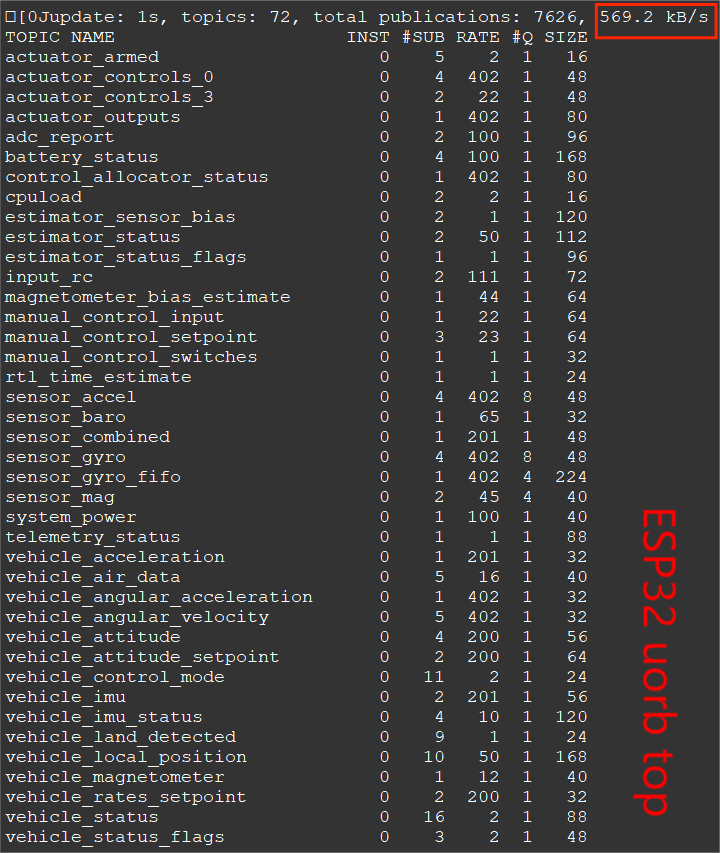 [0Jupdate: 1s, topics: 72, total publications: 7626, 569.2 kB/s
TOPIC NAME INST #SUB RATE #Q SIZE
actuator_armed 0 5 2 1 16
actuator_controls_0 0 4 402 1 48
actuator_controls_3 0 2 22 1 48
actuator_outputs 0 1 402 1 80
adc_report 0 2 100 1 96
battery_status 0 4 100 1 168
control_allocator_status 0 1 402 1 80
cpuload 0 2 2 1 16
estimator_sensor_bias 0 2 1 1 120
estimator_status 0 2 50 1 112
estimator_status_flags 0 1 1 1 96
input_rc 0 2 111 1 72
magnetometer_bias_estimate 0 1 44 1 64
manual_control_input 0 1 22 1 64
manual_control_setpoint 0 3 23 1 64
manual_control_switches 0 1 1 1 32
rtl_time_estimate 0 1 1 1 24
sensor_accel 0 4 402 8 48
sensor_baro 0 1 65 1 32
sensor_combined 0 1 201 1 48
sensor_gyro 0 4 402 8 48
sensor_gyro_fifo 0 1 402 4 224
sensor_mag 0 2 45 4 40
system_power 0 1 100 1 40
telemetry_status 0 1 1 1 88
vehicle_acceleration 0 1 201 1 32
vehicle_air_data 0 5 16 1 40
vehicle_angular_acceleration 0 1 402 1 32
vehicle_angular_velocity 0 5 402 1 32
vehicle_attitude 0 4 200 1 56
vehicle_attitude_setpoint 0 2 200 1 64
vehicle_control_mode 0 11 2 1 24
vehicle_imu 0 2 201 1 56
vehicle_imu_status 0 4 10 1 120
vehicle_land_detected 0 9 1 1 24
vehicle_local_position 0 10 50 1 168
vehicle_magnetometer 0 1 12 1 40
vehicle_rates_setpoint 0 2 200 1 32
vehicle_status 0 16 2 1 88
vehicle_status_flags 0 3 2 1 48
ESP32 uorb top